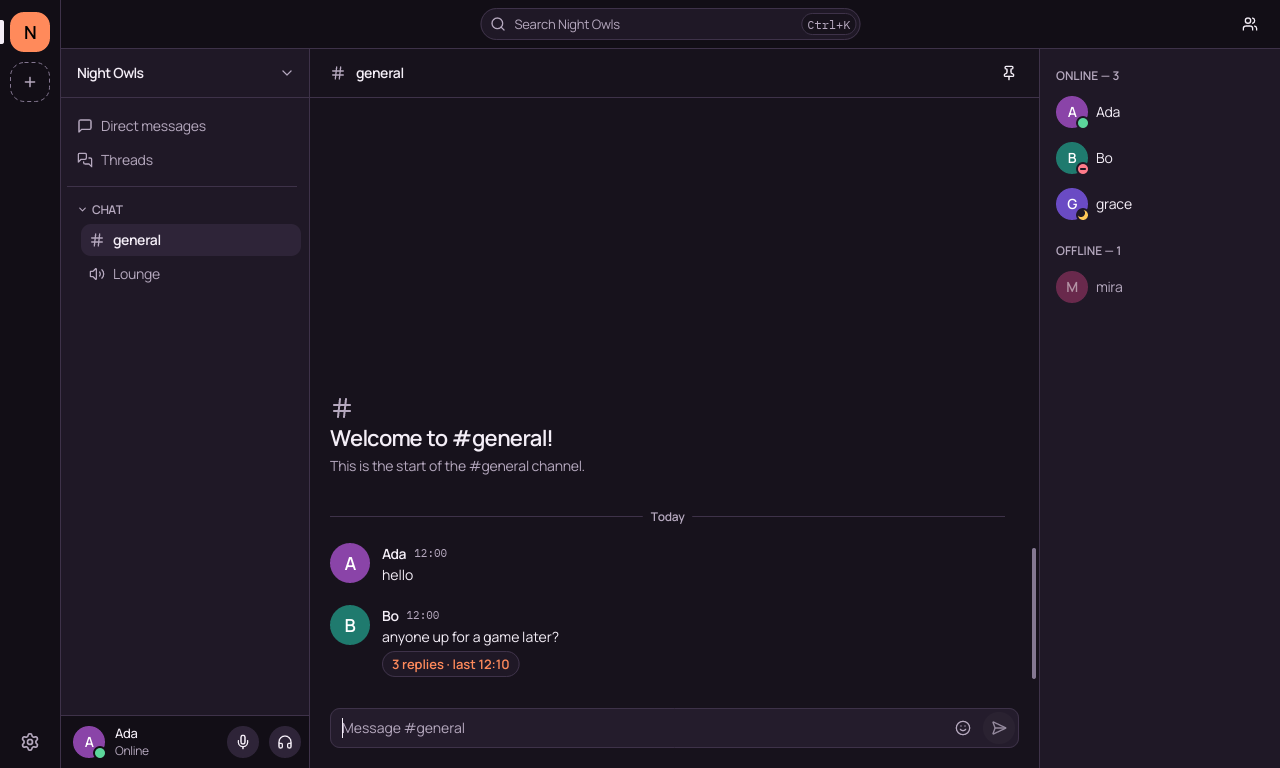 N
Search Night Owls
Ctrl+K
Night Owls
Direct messages
Threads
CHAT
general
Lounge
A
Ada
Online
general
Welcome to #general!
This is the start of the #general channel.
Today
A
Ada 12:00
hello
B
Bo 12:00
anyone up for a game later?
3 replies · last 12:10
Message #general
ONLINE — 3
A
Ada
B
Bo
G
grace
OFFLINE — 1
M
mira